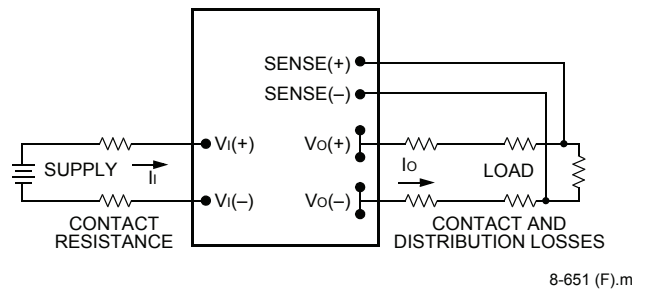 SENSE(+)
SENSE(–)
VI(+)
VO(+)
SUPPLY
II
IO
LOAD
VI(–)
VO(–)
CONTACT
RESISTANCE
CONTACT AND
DISTRIBUTION LOSSES
8-651 (F).m